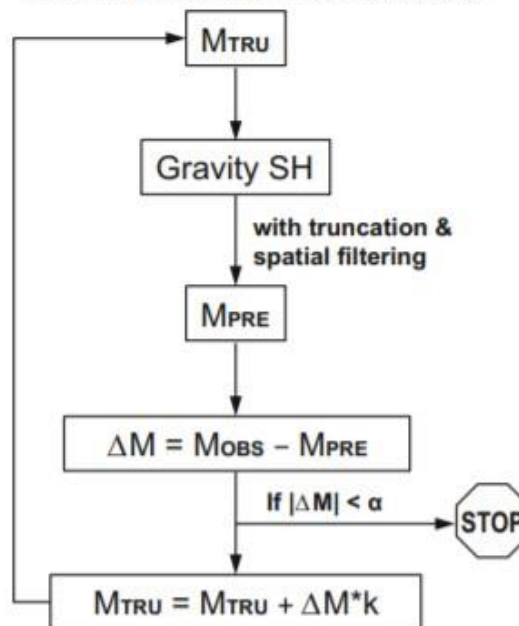 MTRU
Gravity SH
with truncation &
spatial filtering
MPRE
ΔM = MOBS – MPRE
If |ΔM| < α
STOP
MTRU = MTRU + ΔM*k